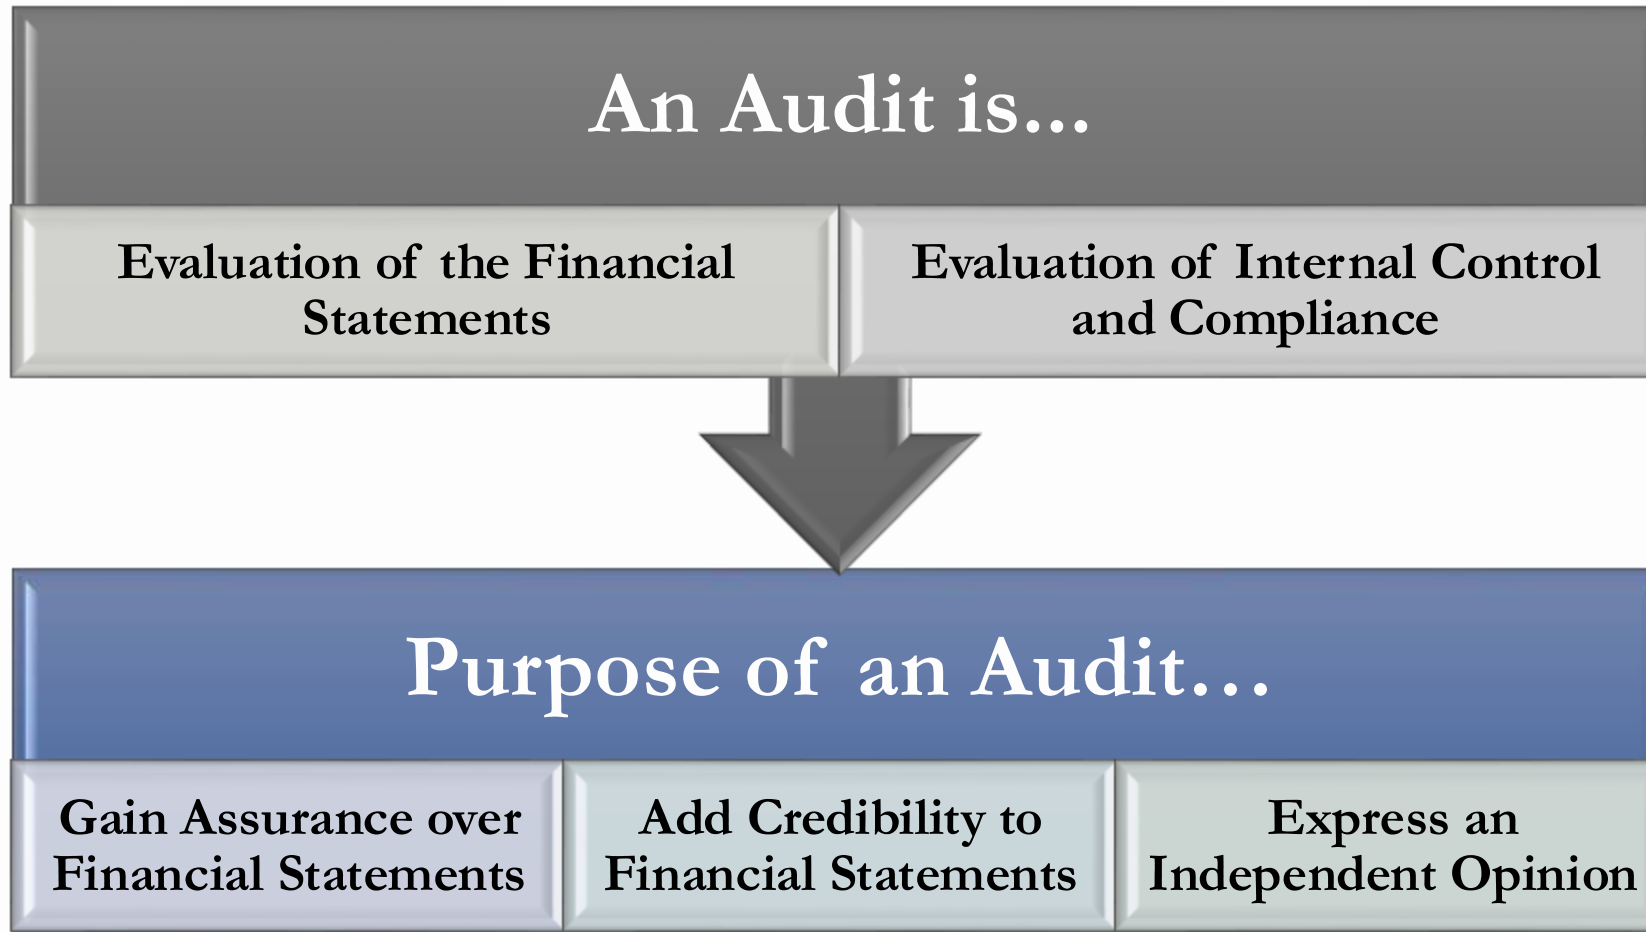 An Audit is...
Evaluation of the Financial
Statements
Evaluation of Internal Control
and Compliance
Purpose of an Audit…
Gain Assurance over
Financial Statements
Add Credibility to
Financial Statements
Express an
Independent Opinion